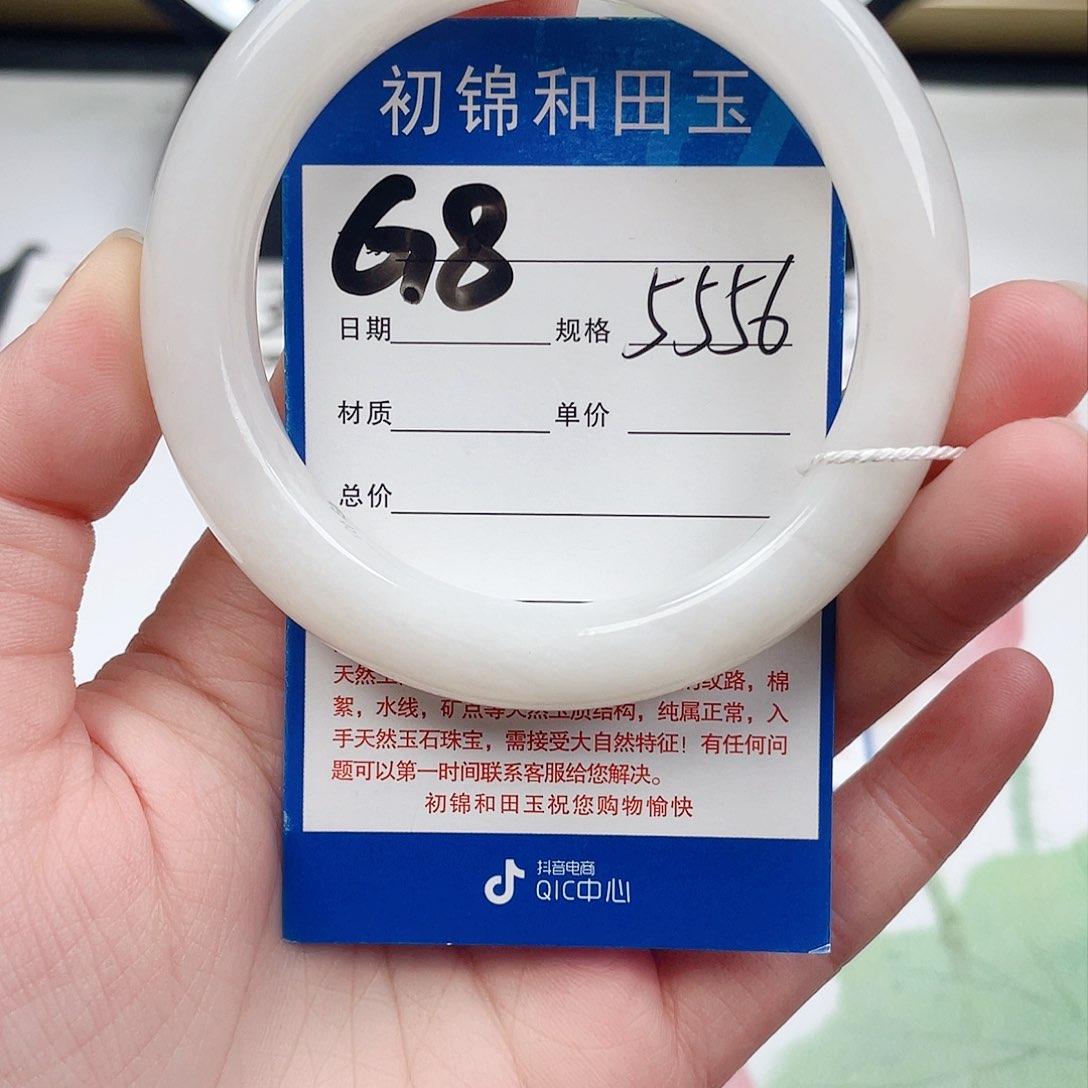 初锦和田玉
G18
日期 规格 5556
材质 单价
总价
天然 纹路，棉
絮，水线，矿点等天然玉质结构，纯属正常，入
手天然玉石珠宝，需接受大自然特征！有任何问
题可以第一时间联系客服给您解决。
初锦和田玉祝您购物愉快
抖音电商
QIC中心